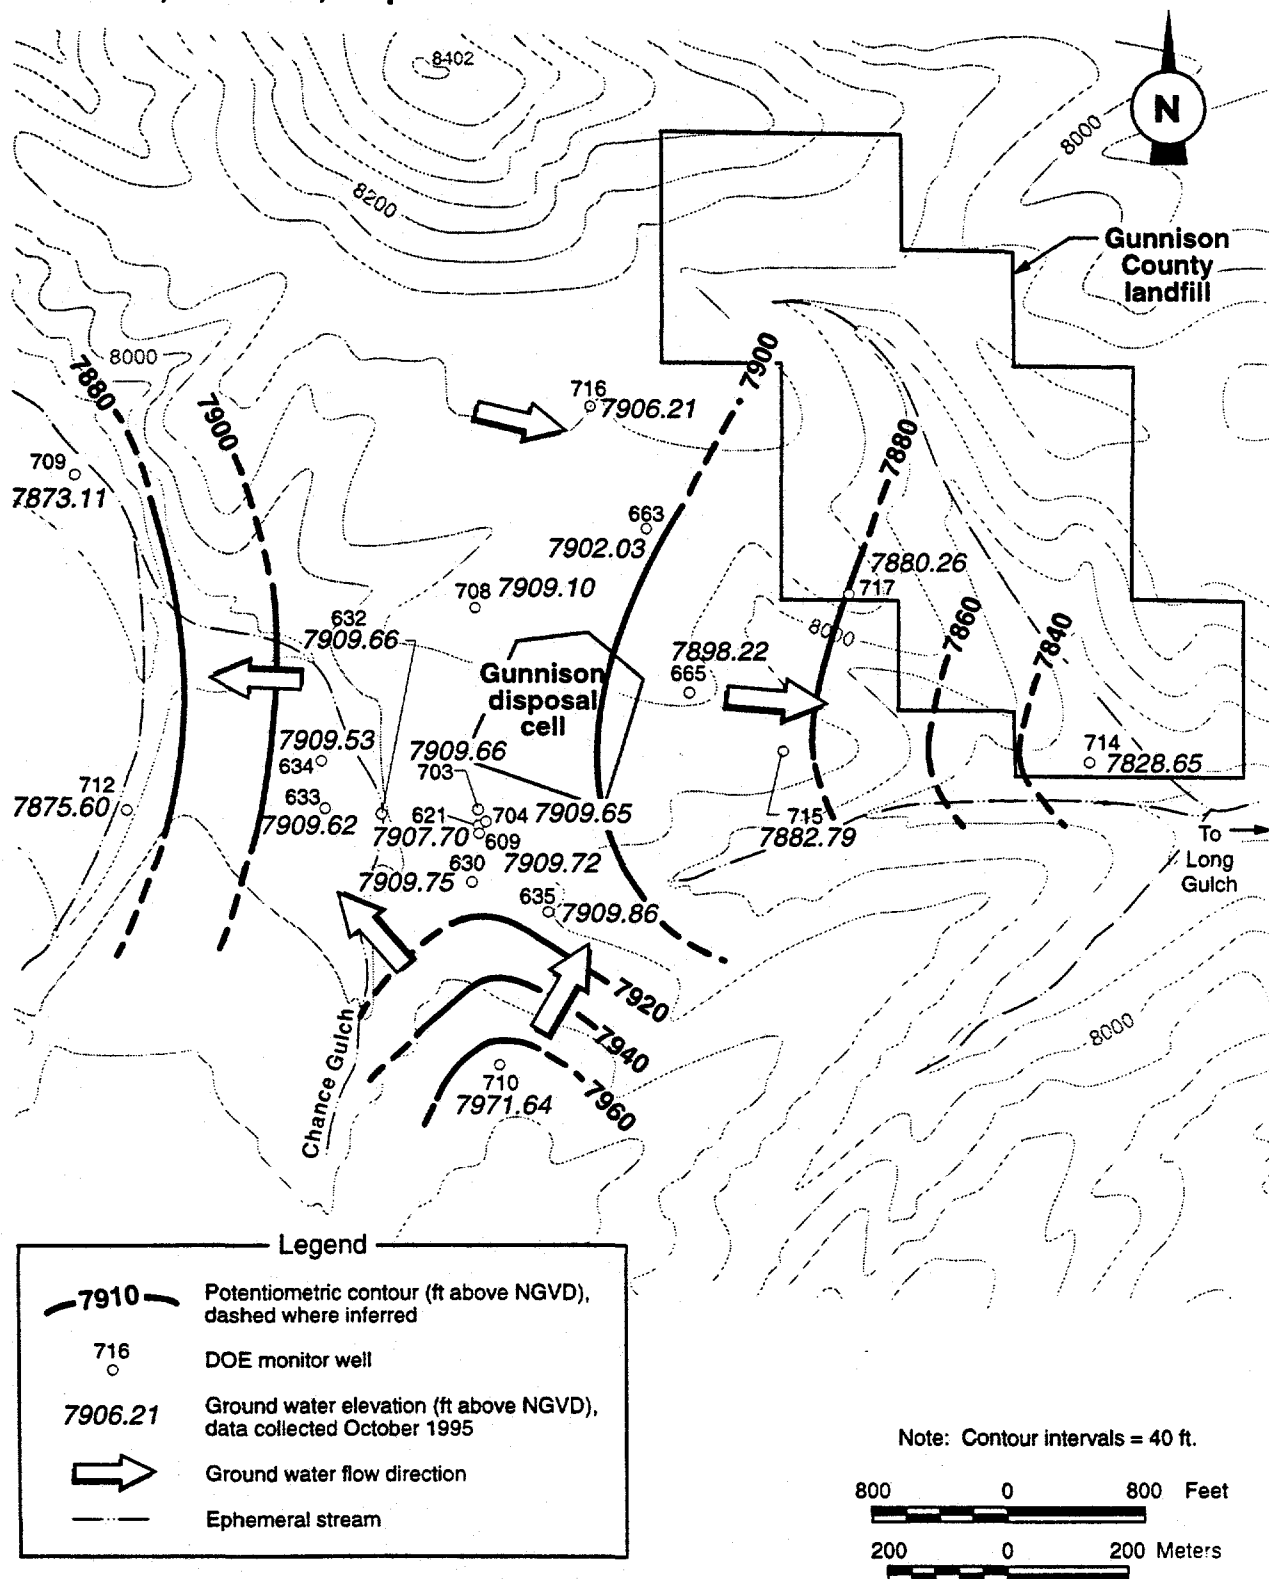 8402
N
8000
8200
Gunnison
County
landfill
8000
7880
7900
7900
716
7906.21
7880
709
7873.11
663
7902.03
7880.26
717
708 7909.10
632
7909.66
7860
8000
7840
7898.22
665
Gunnison
disposal
cell
7909.53
634
7909.66
703
714
7828.65
712
7875.60
633
7909.62
7907.70
621
704 7909.65
609
7909.72
715
7882.79
To
Long
Gulch
630
7909.75
635
7909.86
7920
7940
7960
8000
Chance Gulch
710
7971.64
Legend
7910
Potentiometric contour (ft above NGVD),
dashed where inferred
716
DOE monitor well
7906.21
Ground water elevation (ft above NGVD),
data collected October 1995
Ground water flow direction
Ephemeral stream
Note: Contour intervals = 40 ft.
800 0 800 Feet
200 0 200 Meters